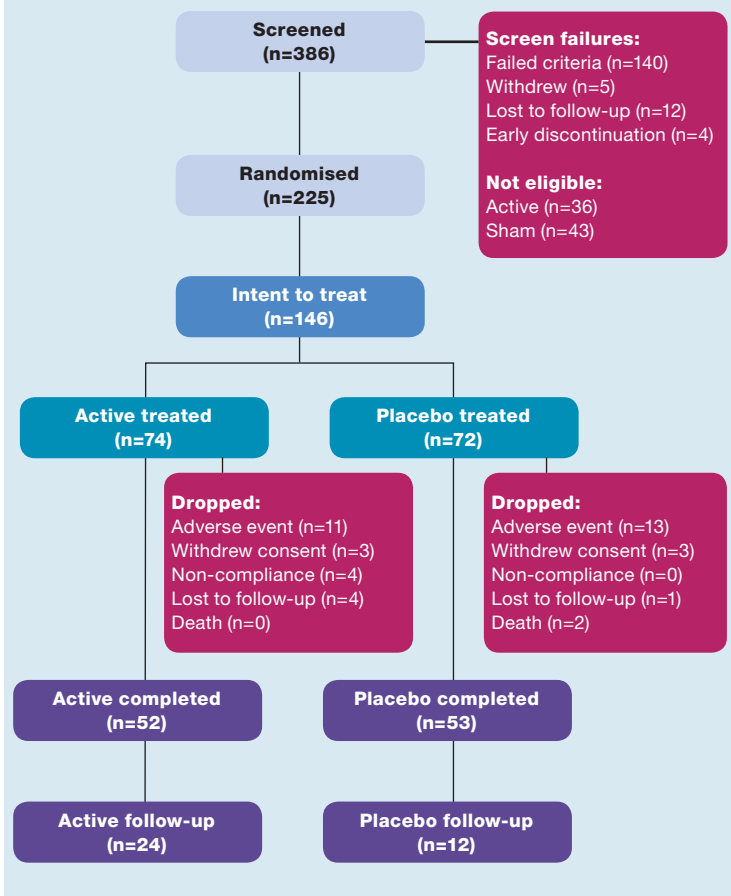 Screened
(n=386)
Screen failures:
Failed criteria (n=140)
Withdrew (n=5)
Lost to follow-up (n=12)
Early discontinuation (n=4)
Not eligible:
Active (n=36)
Sham (n=43)
Randomised
(n=225)
Intent to treat
(n=146)
Active treated
(n=74)
Placebo treated
(n=72)
Dropped:
Adverse event (n=11)
Withdrew consent (n=3)
Non-compliance (n=4)
Lost to follow-up (n=4)
Death (n=0)
Dropped:
Adverse event (n=13)
Withdrew consent (n=3)
Non-compliance (n=0)
Lost to follow-up (n=1)
Death (n=2)
Active completed
(n=52)
Placebo completed
(n=53)
Active follow-up
(n=24)
Placebo follow-up
(n=12)